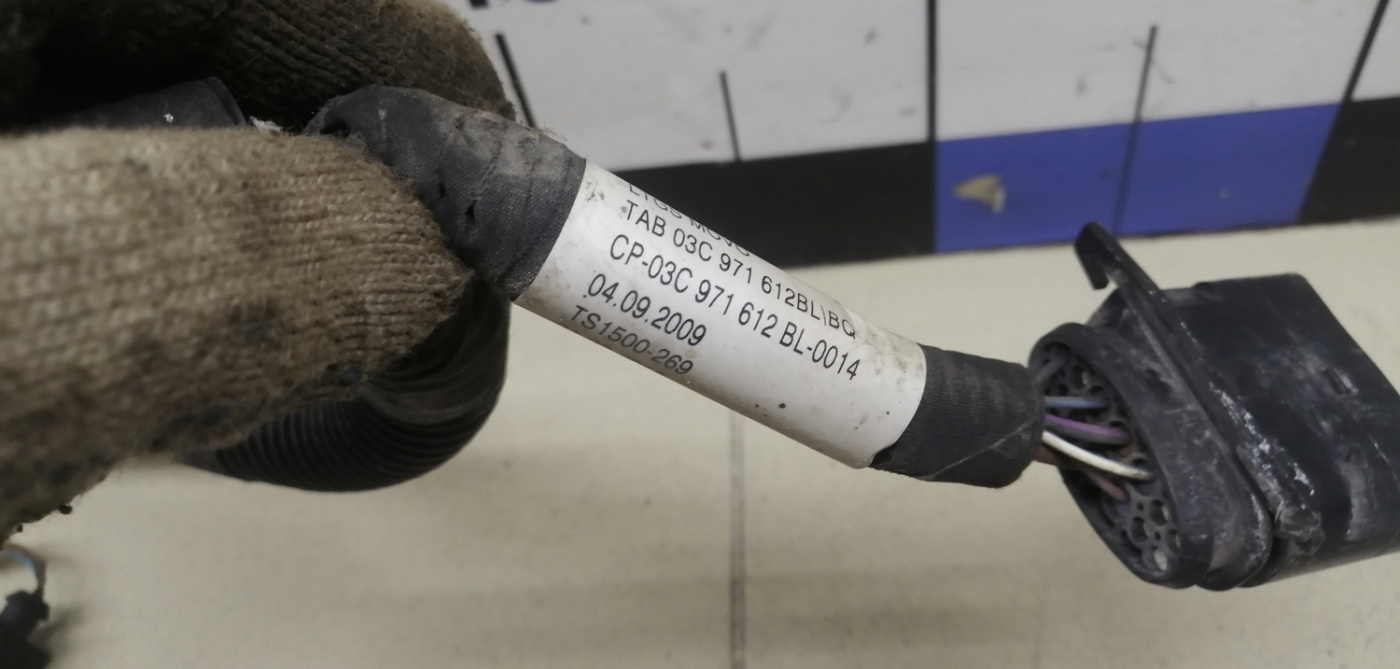 TAB 03C 971 612BL\BQ
CP-03C 971 612 BL-0014
04.09.2009
TS1500-269